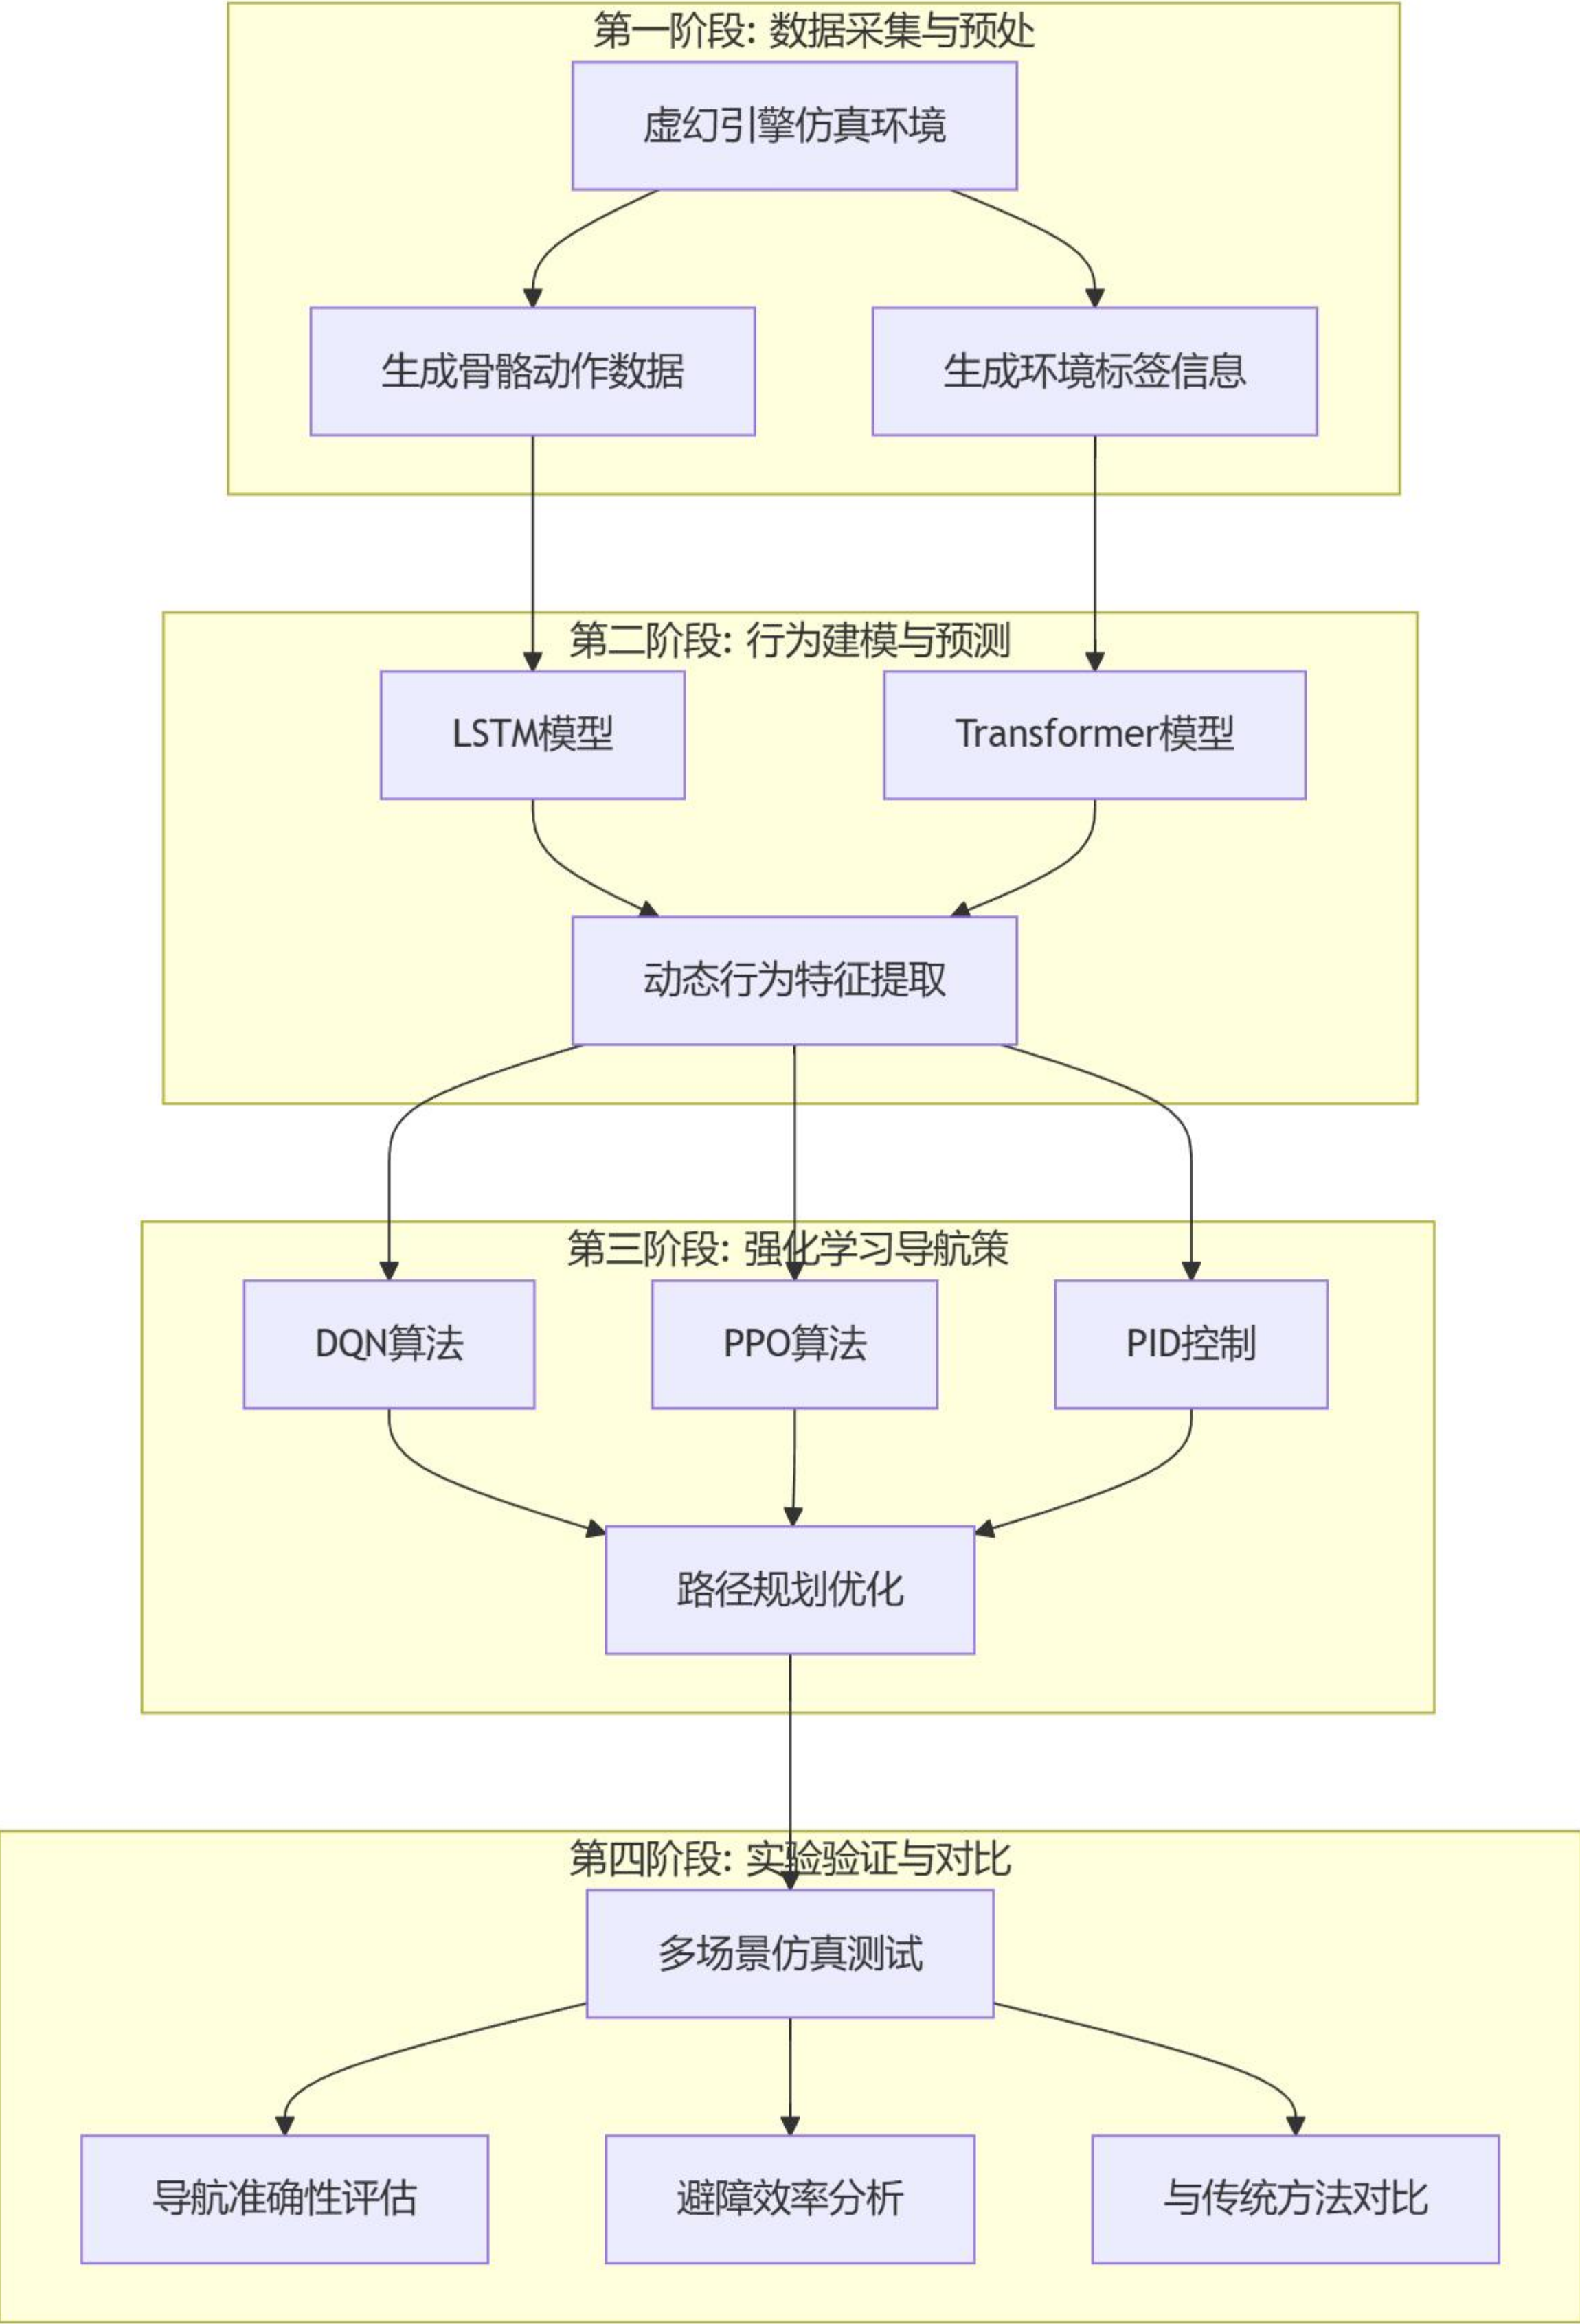 第一阶段: 数据采集与预处
虚幻引擎仿真环境
生成骨骼动作数据
生成环境标签信息
第二阶段: 行为建模与预测
LSTM模型
Transformer模型
动态行为特征提取
第三阶段: 强化学习导航策
DQN算法
PPO算法
PID控制
路径规划优化
第四阶段: 实验验证与对比
多场景仿真测试
导航准确性评估
避障效率分析
与传统方法对比